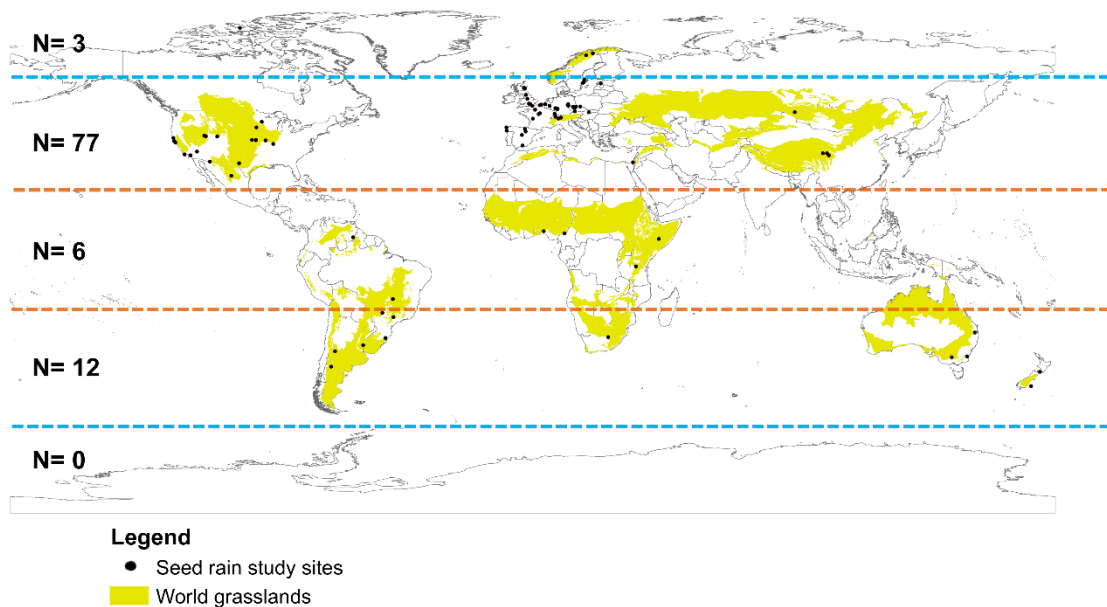 N= 3
N= 77
N= 6
N= 12
N= 0
Legend
Seed rain study sites
World grasslands